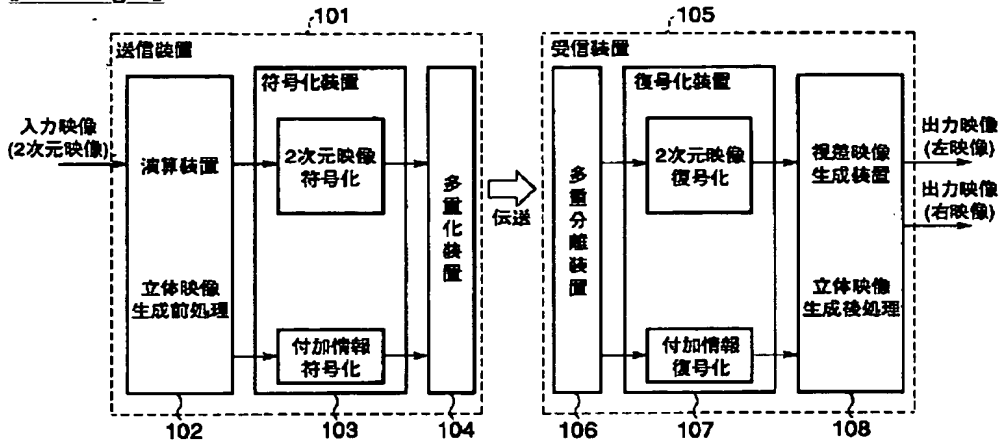 101
105
送信装置
受信装置
符号化装置
復号化装置
入力映像
(2次元映像)
演算装置
2次元映像
符号化
多重化装置
伝送
多重分離装置
2次元映像
復号化
視差映像
生成装置
出力映像
(左映像)
出力映像
(右映像)
立体映像
生成前処理
立体映像
生成後処理
付加情報
符号化
付加情報
復号化
102
103
104
106
107
108